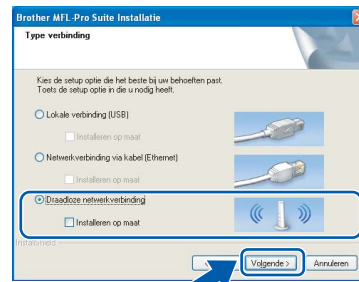 Brother MFL-Pro Suite Installatie
Type verbinding
Kies de setup optie die het beste bij uw behoeften past.
Toets de setup optie in die u nodig heeft.
Lokale verbinding (USB)
Installeren op maat
Netwerkverbinding via kabel (Ethernet)
Installeren op maat
Draadloze netwerkverbinding
Installeren op maat
InstallShield
Volgende > Annuleren